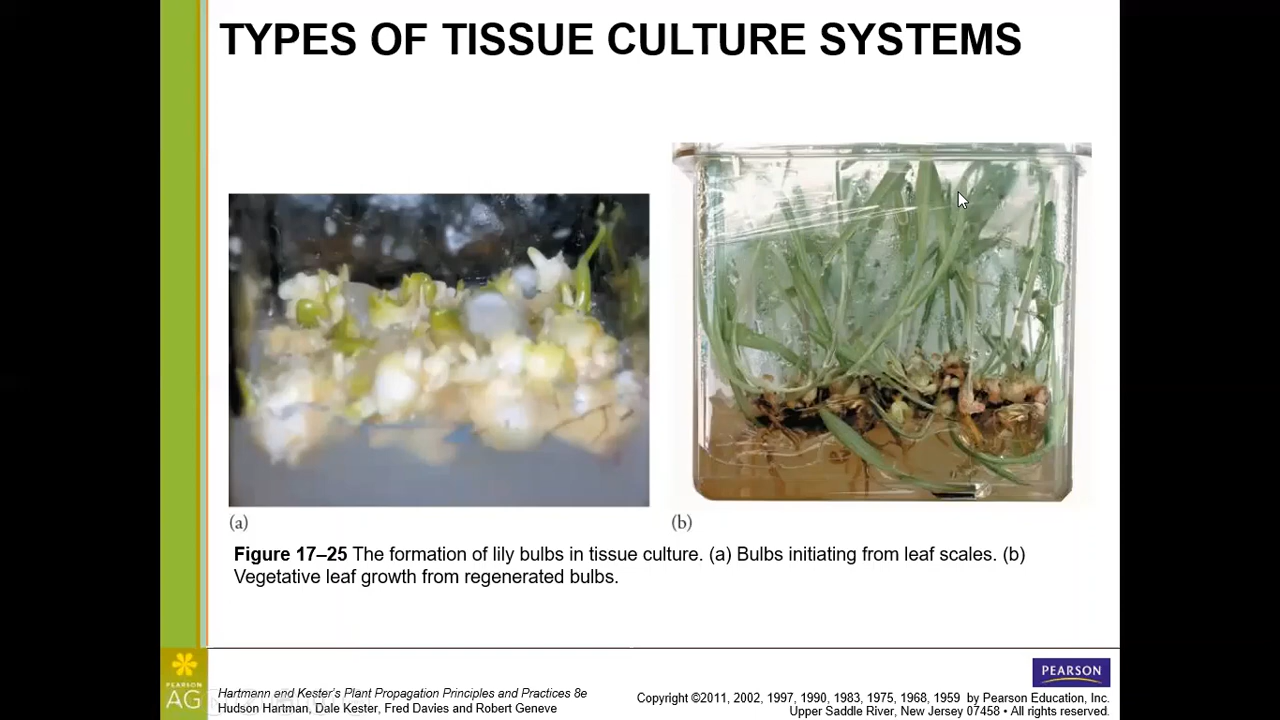 TYPES OF TISSUE CULTURE SYSTEMS
(a)
(b)
Figure 17–25 The formation of lily bulbs in tissue culture. (a) Bulbs initiating from leaf scales. (b)
Vegetative leaf growth from regenerated bulbs.
PEARSON
AG
Hartmann and Kester's Plant Propagation Principles and Practices 8e
Hudson Hartman, Dale Kester, Fred Davies and Robert Geneve
PEARSON
Copyright ©2011, 2002, 1997, 1990, 1983, 1975, 1968, 1959 by Pearson Education, Inc.
Upper Saddle River, New Jersey 07458 • All rights reserved.